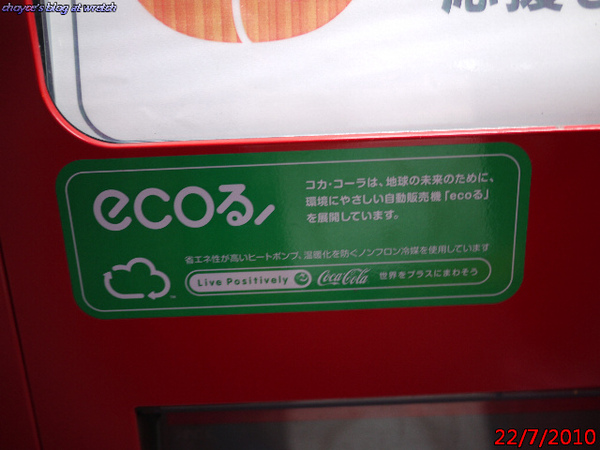 choyce's blog at wretch
ecoる
コカ・コーラは、地球の未来のために、
環境にやさしい自動販売機「ecoる」
を展開しています。
省エネ性が高いヒートポンプ、温暖化を防ぐノンフロン冷媒を使用しています
Live Positively Coca-Cola 世界をプラスにまわそう
TM
22/7/2010